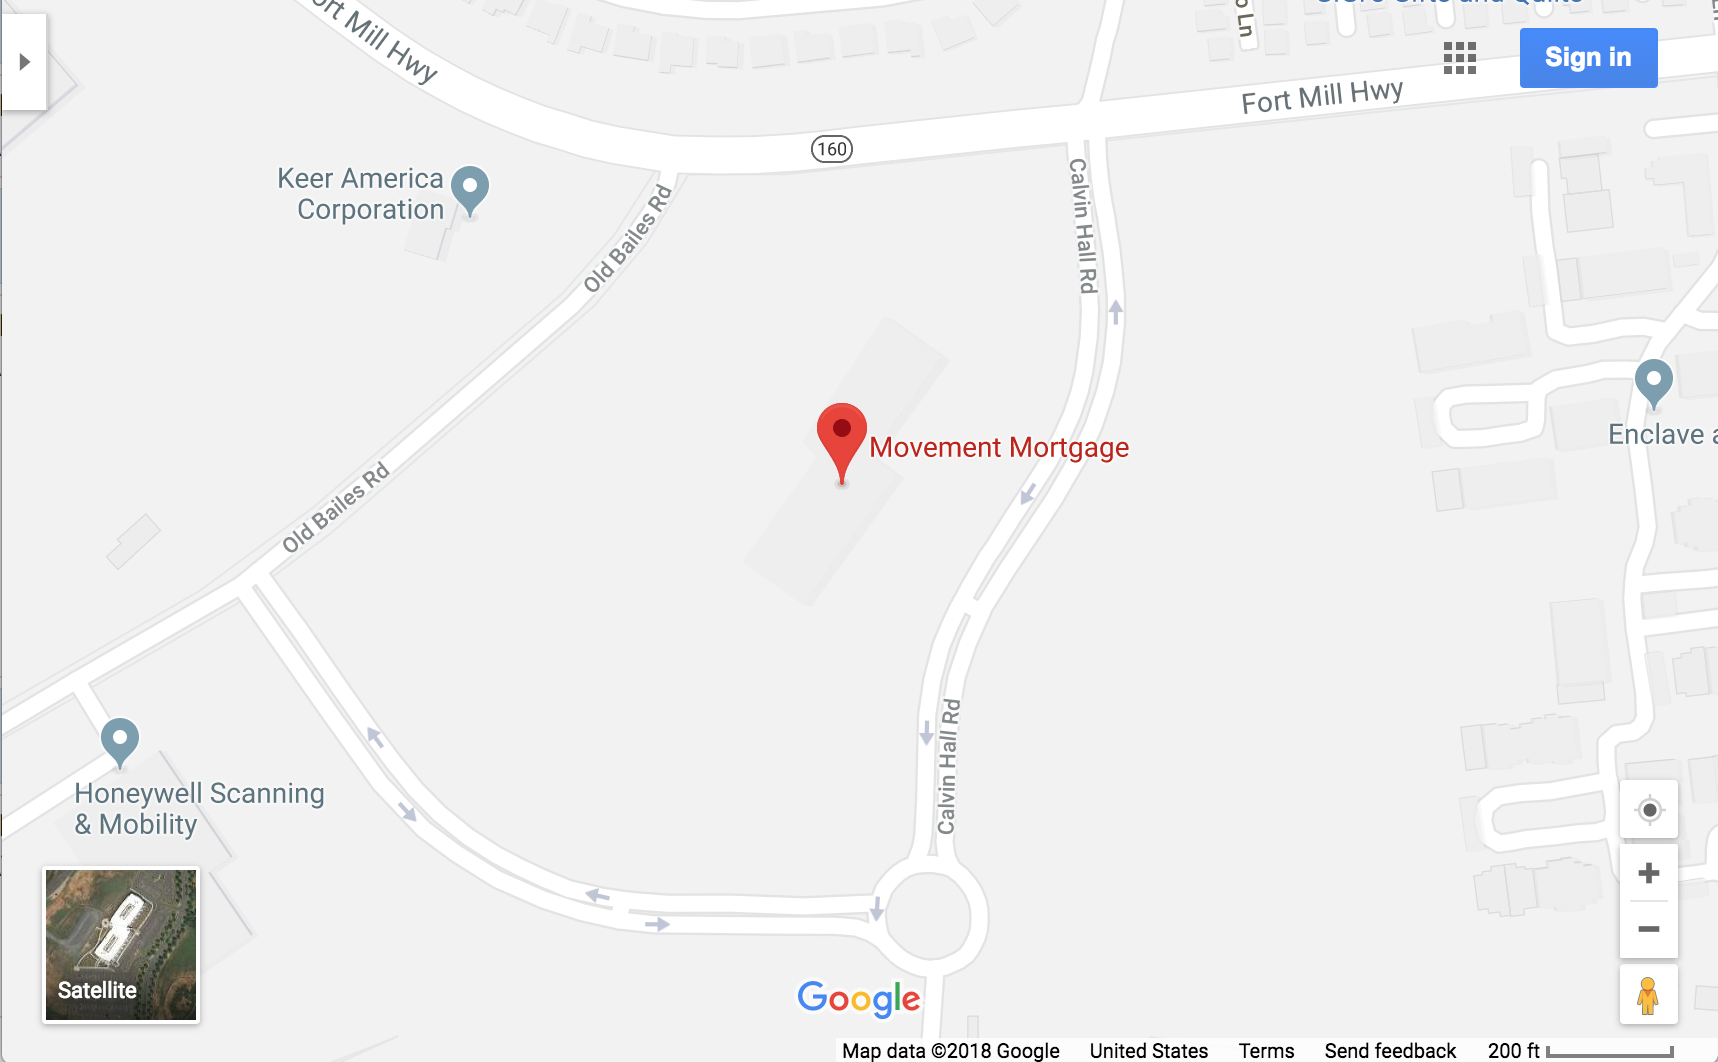 Fort Mill Hwy
Ln
Sign in
Fort Mill Hwy
160
Keer America
Corporation
Old Bailes Rd
Calvin Hall Rd
Movement Mortgage
Enclave a
Old Bailes Rd
Calvin Hall Rd
Honeywell Scanning
& Mobility
Satellite
Google
Map data ©2018 Google
United States
Terms
Send feedback
200 ft